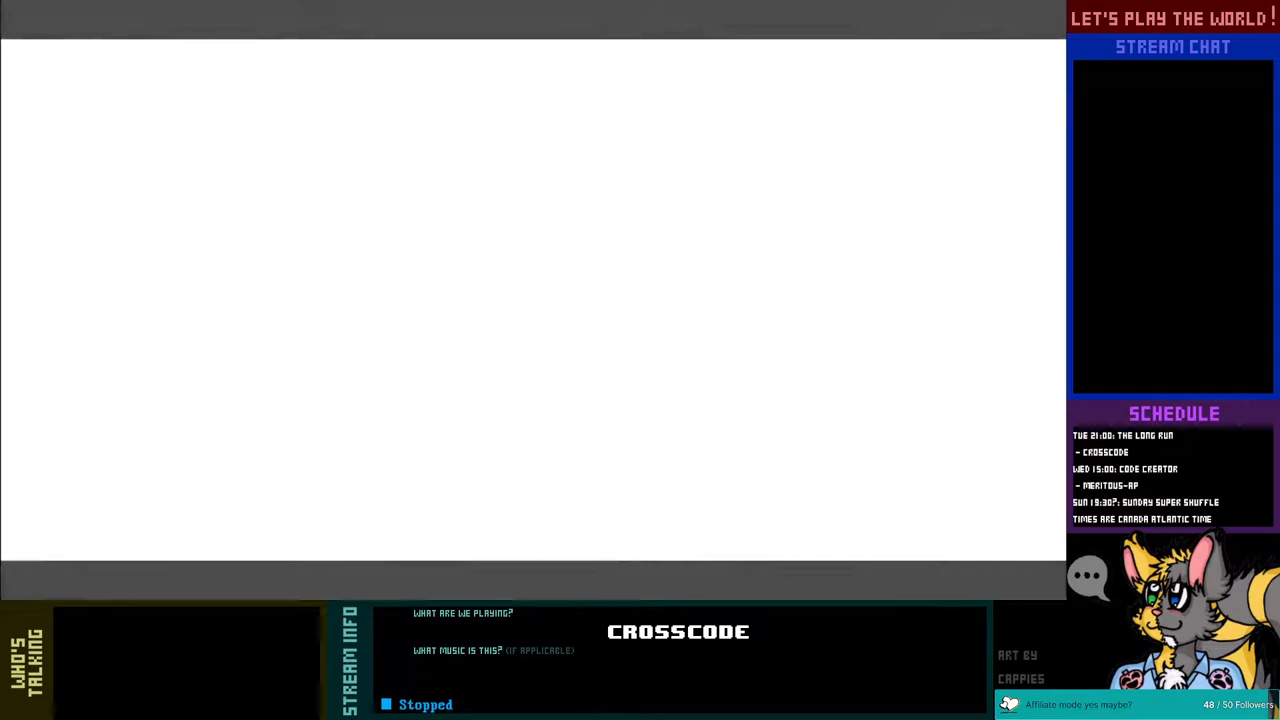 LET'S PLAY THE WORLD!
STREAM CHAT
SCHEDULE
TUE 21:00: THE LONG RUN
- CROSSCODE
WED 15:00: CODE CREATOR
- MERITOUS-AP
SUN 19:30?: SUNDAY SUPER SHUFFLE
TIMES ARE CANADA ATLANTIC TIME
WHO'S TALKING
STREAM INFO
WHAT ARE WE PLAYING?
CROSSCODE
WHAT MUSIC IS THIS? (IF APPLICABLE)
Stopped
ART BY
CAPPIES
Affiliate mode yes maybe? 48 / 50 Followers